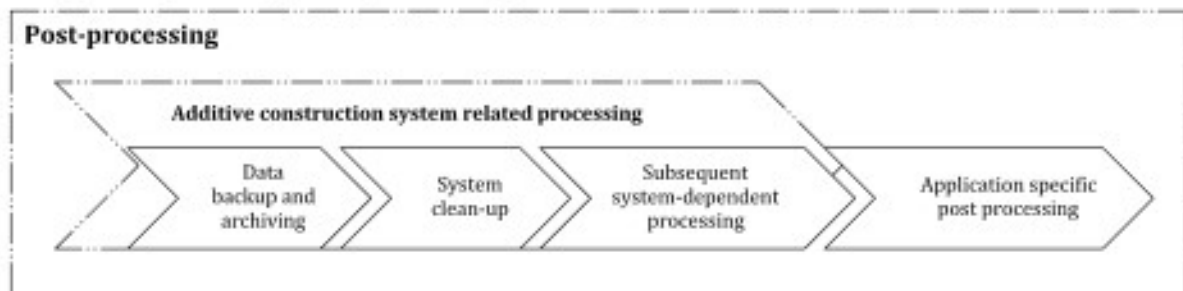 Post-processing
Additive construction system related processing
Data
backup and
archiving
System
clean-up
Subsequent
system-dependent
processing
Application specific
post processing